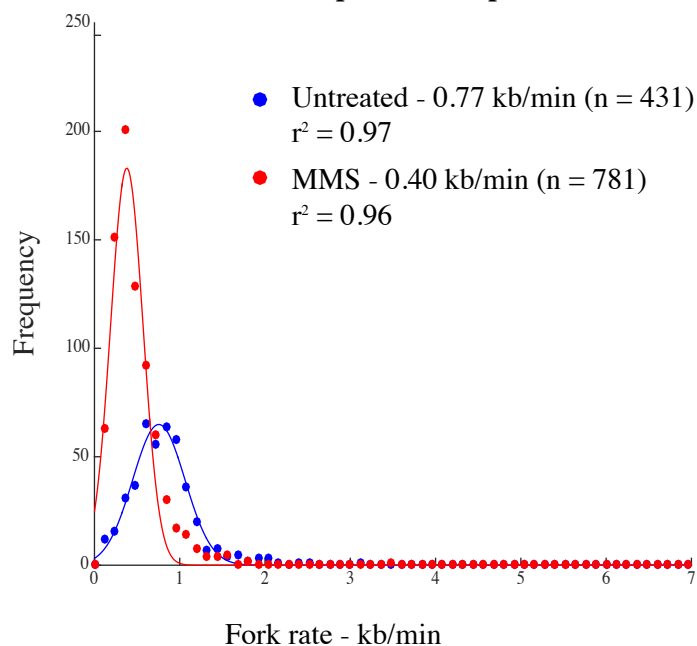 250
200
150
100
50
0
Frequency
Untreated - 0.77 kb/min (n = 431)
r² = 0.97
MMS - 0.40 kb/min (n = 781)
r² = 0.96
0 1 2 3 4 5 6 7
Fork rate - kb/min